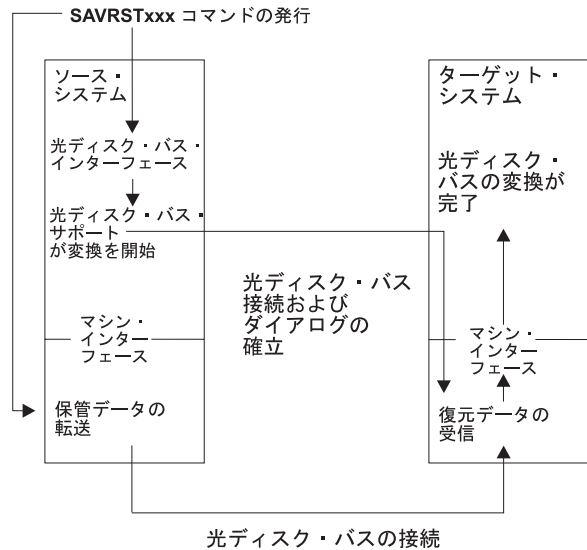 SAVRSTxxx コマンドの発行
ソース・
システム
光ディスク・バス・
インターフェース
光ディスク・バス・
サポート
が変換を開始
マシン・
インター
フェース
保管データの
転送
光ディスク・バス
接続および
ダイアログの
確立
ターゲット・
システム
光ディスク・
バスの変換が
完了
マシン・
インター
フェース
復元データの
受信
光ディスク・バスの接続